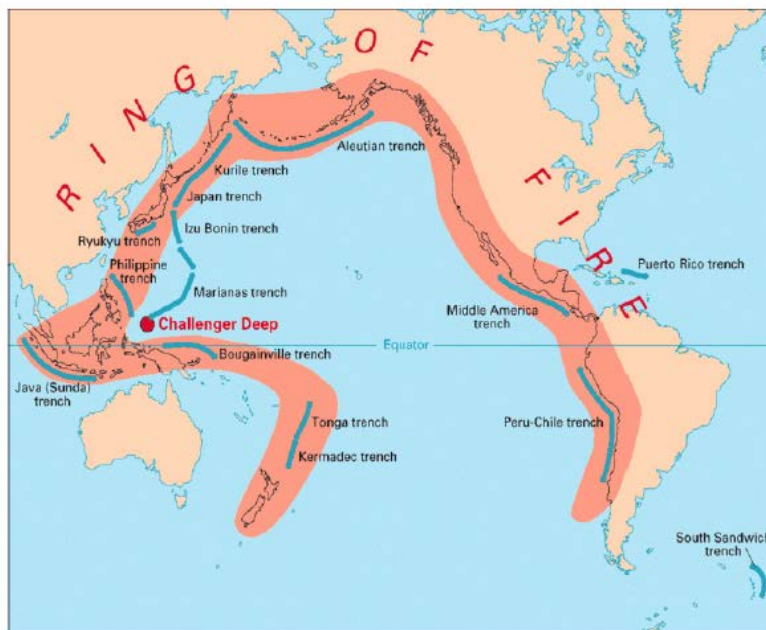 RING OF FIRE
Aleutian trench
Kurile trench
Japan trench
Izu Bonin trench
Ryukyu trench
Philippine
trench
Marianas trench
Challenger Deep
Bougainville trench
Equator
Java (Sunda)
trench
Tonga trench
Kermadec trench
Puerto Rico trench
Middle America
trench
Peru-Chile trench
South Sandwich
trench